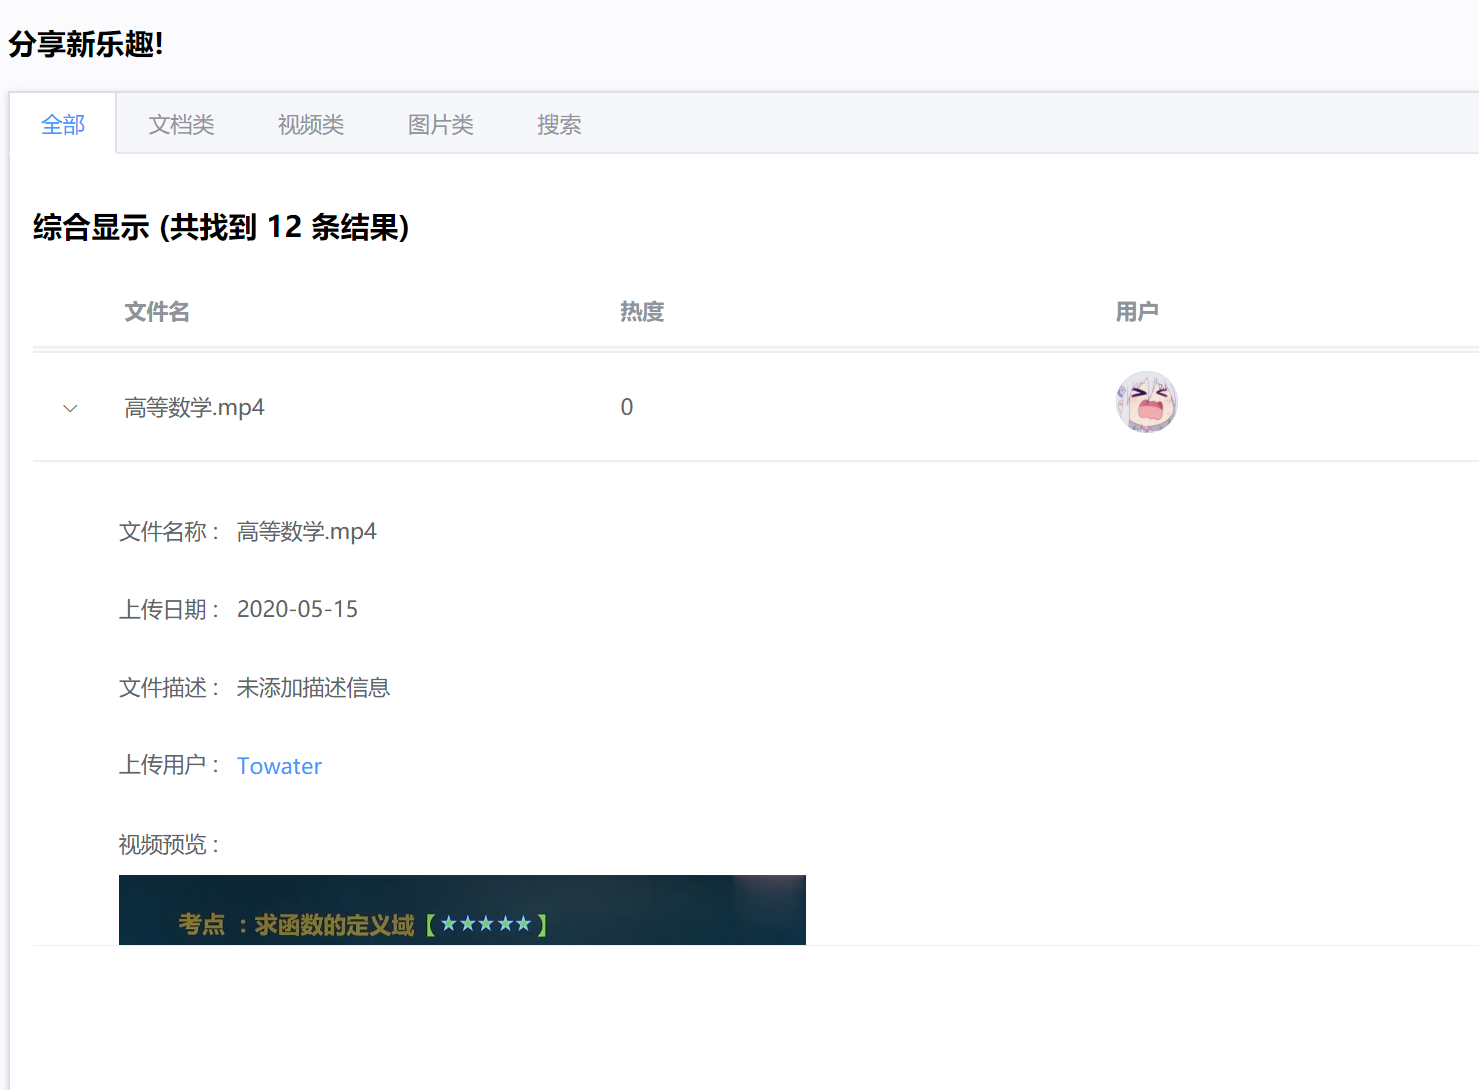 分享新乐趣!
全部 文档类 视频类 图片类 搜索
综合显示 (共找到 12 条结果)
文件名 热度 用户
高等数学.mp4 0
文件名称： 高等数学.mp4
上传日期： 2020-05-15
文件描述： 未添加描述信息
上传用户： Towater
视频预览：
考点 ：求函数的定义域【★★★★★】